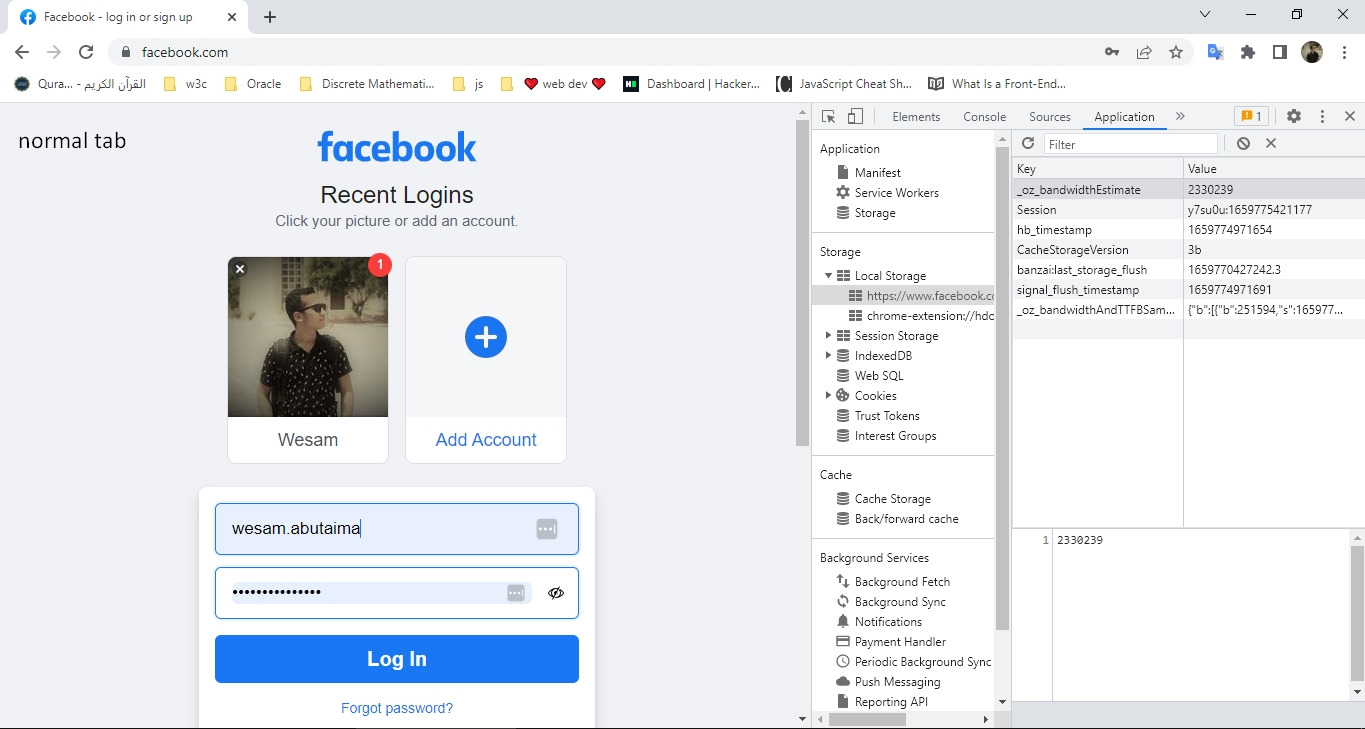 Facebook - log in or sign up
facebook.com
Qura... - القرآن الكريم
w3c
Oracle
Discrete Mathemati...
js
web dev
Dashboard | Hacker...
JavaScript Cheat Sh...
What Is a Front-End...
normal tab
facebook
Recent Logins
Click your picture or add an account.
1
Wesam
Add Account
wesam.abutaima
•••••••••••••••
Log In
Forgot password?
Elements
Console
Sources
Application
1
Application
Manifest
Service Workers
Storage
Storage
Local Storage
https://www.facebook.co
chrome-extension://hdo
Session Storage
IndexedDB
Web SQL
Cookies
Trust Tokens
Interest Groups
Cache
Cache Storage
Back/forward cache
Background Services
Background Fetch
Background Sync
Notifications
Payment Handler
Periodic Background Sync
Push Messaging
Reporting API
Filter
Key Value
_oz_bandwidthEstimate 2330239
Session y7su0u:1659775421177
hb_timestamp 1659774971654
CacheStorageVersion 3b
banzai:last_storage_flush 1659770427242.3
signal_flush_timestamp 1659774971691
_oz_bandwidthAndTTFBSam... {"b":[{"b":251594,"s":165977...
1 2330239